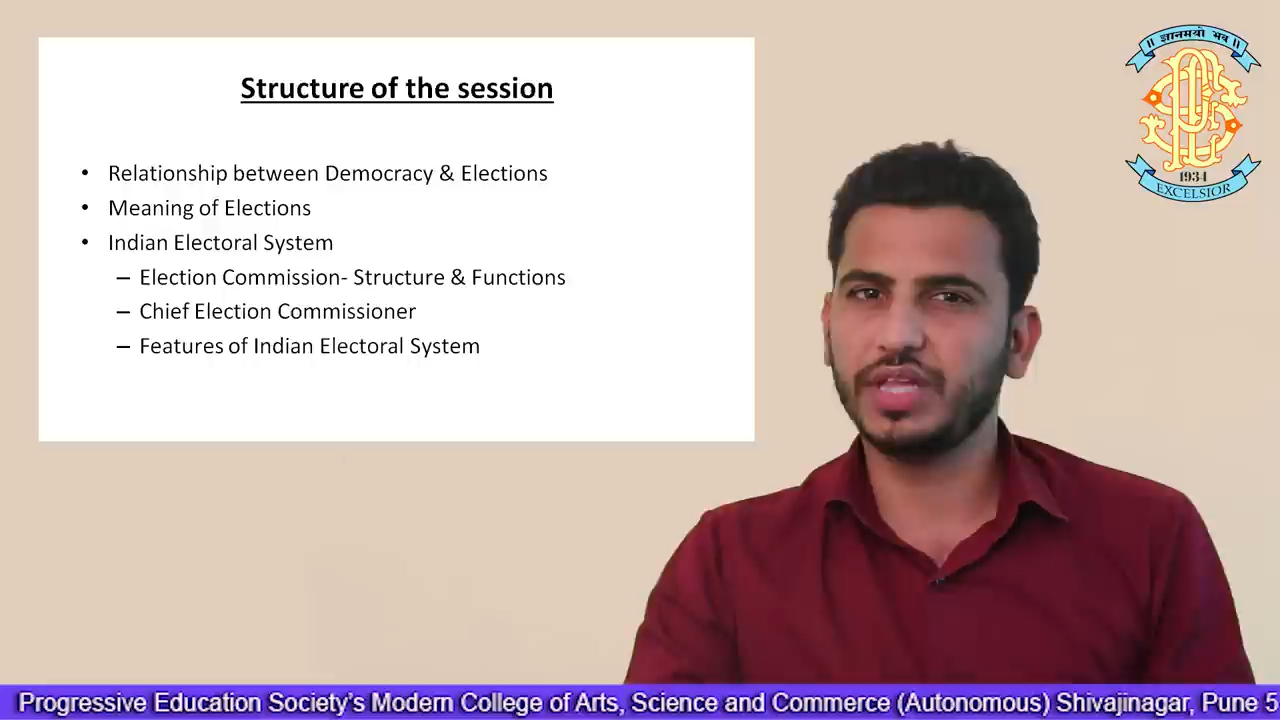 Structure of the session
• Relationship between Democracy & Elections
• Meaning of Elections
• Indian Electoral System
– Election Commission- Structure & Functions
– Chief Election Commissioner
– Features of Indian Electoral System
॥ ज्ञानमयो भव ॥
1934
EXCELSIOR
Progressive Education Society's Modern College of Arts, Science and Commerce (Autonomous) Shivajinagar, Pune 5